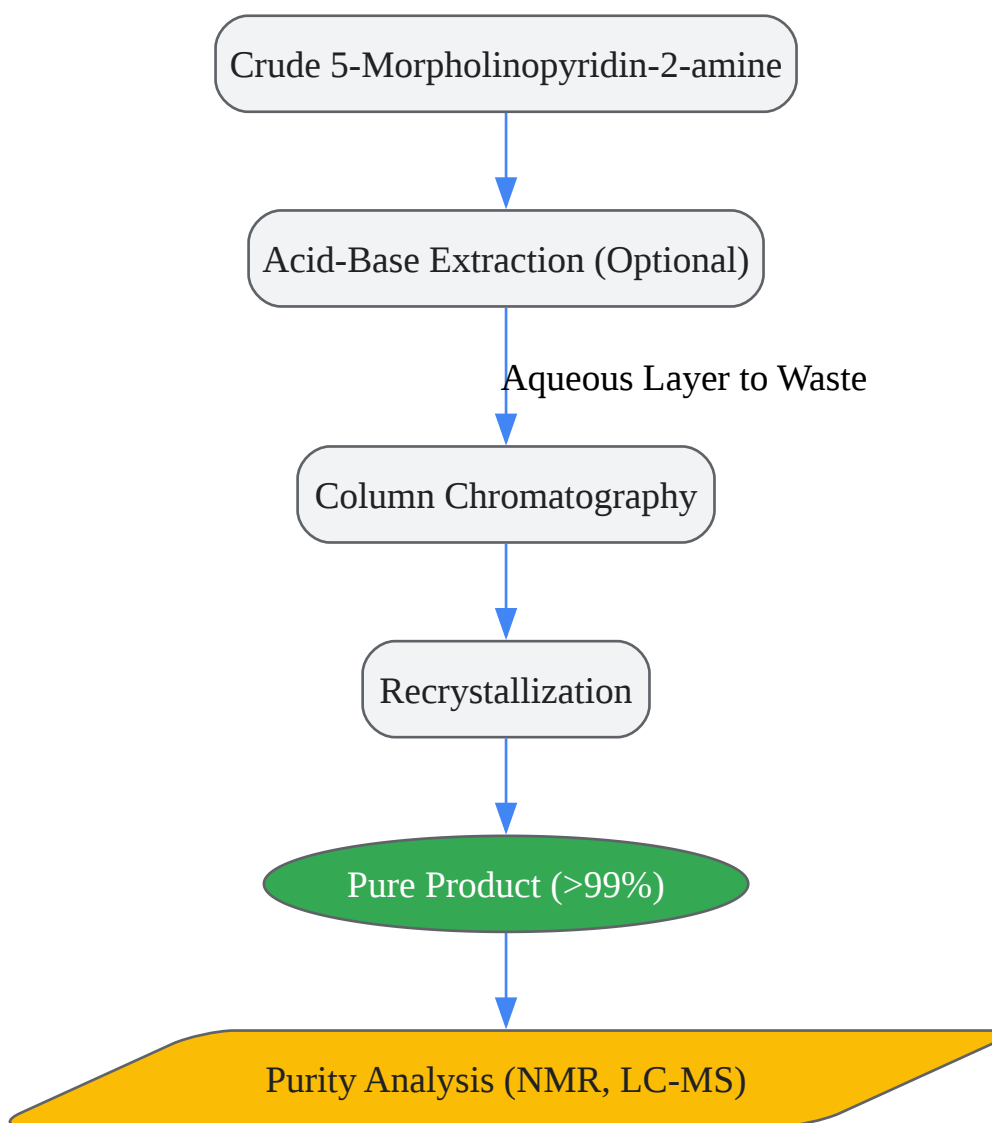 Crude 5-Morpholinopyridin-2-amine
Acid-Base Extraction (Optional)
Aqueous Layer to Waste
Column Chromatography
Recrystallization
Pure Product (>99%)
Purity Analysis (NMR, LC-MS)